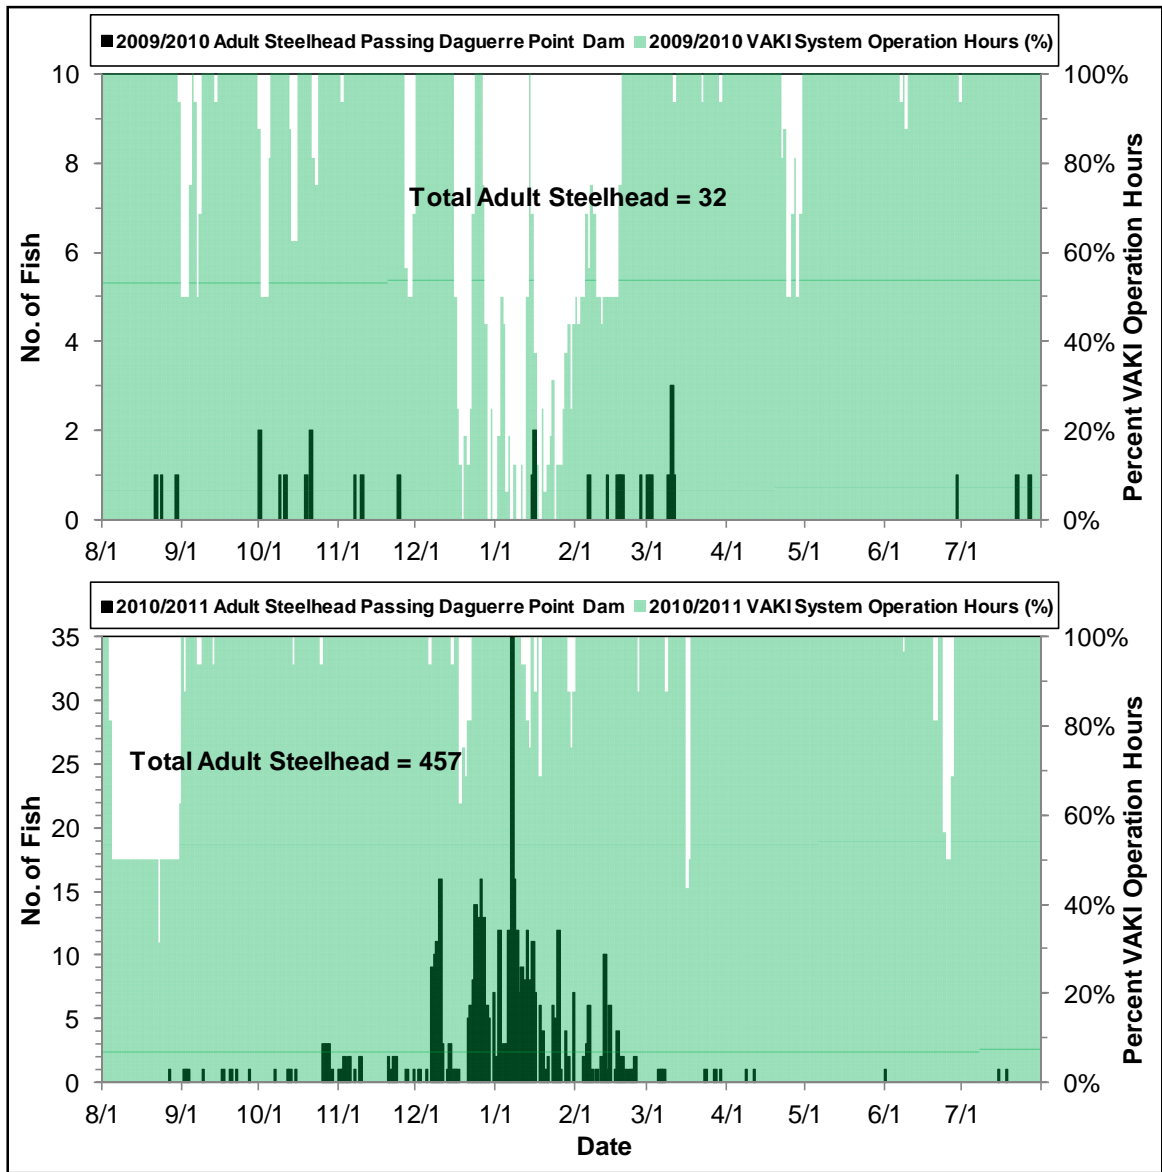 2009/2010 Adult Steelhead Passing Daguerre Point Dam 2009/2010 VAKI System Operation Hours (%)
10 100%
8 80%
Total Adult Steelhead = 32
6 60%
4 40%
2 20%
0 0%
No. of Fish
Percent VAKI Operation Hours
8/1 9/1 10/1 11/1 12/1 1/1 2/1 3/1 4/1 5/1 6/1 7/1
2010/2011 Adult Steelhead Passing Daguerre Point Dam 2010/2011 VAKI System Operation Hours (%)
35 100%
30
80%
25
Total Adult Steelhead = 457
20 60%
15
40%
10
20%
5
0 0%
No. of Fish
Percent VAKI Operation Hours
8/1 9/1 10/1 11/1 12/1 1/1 2/1 3/1 4/1 5/1 6/1 7/1
Date